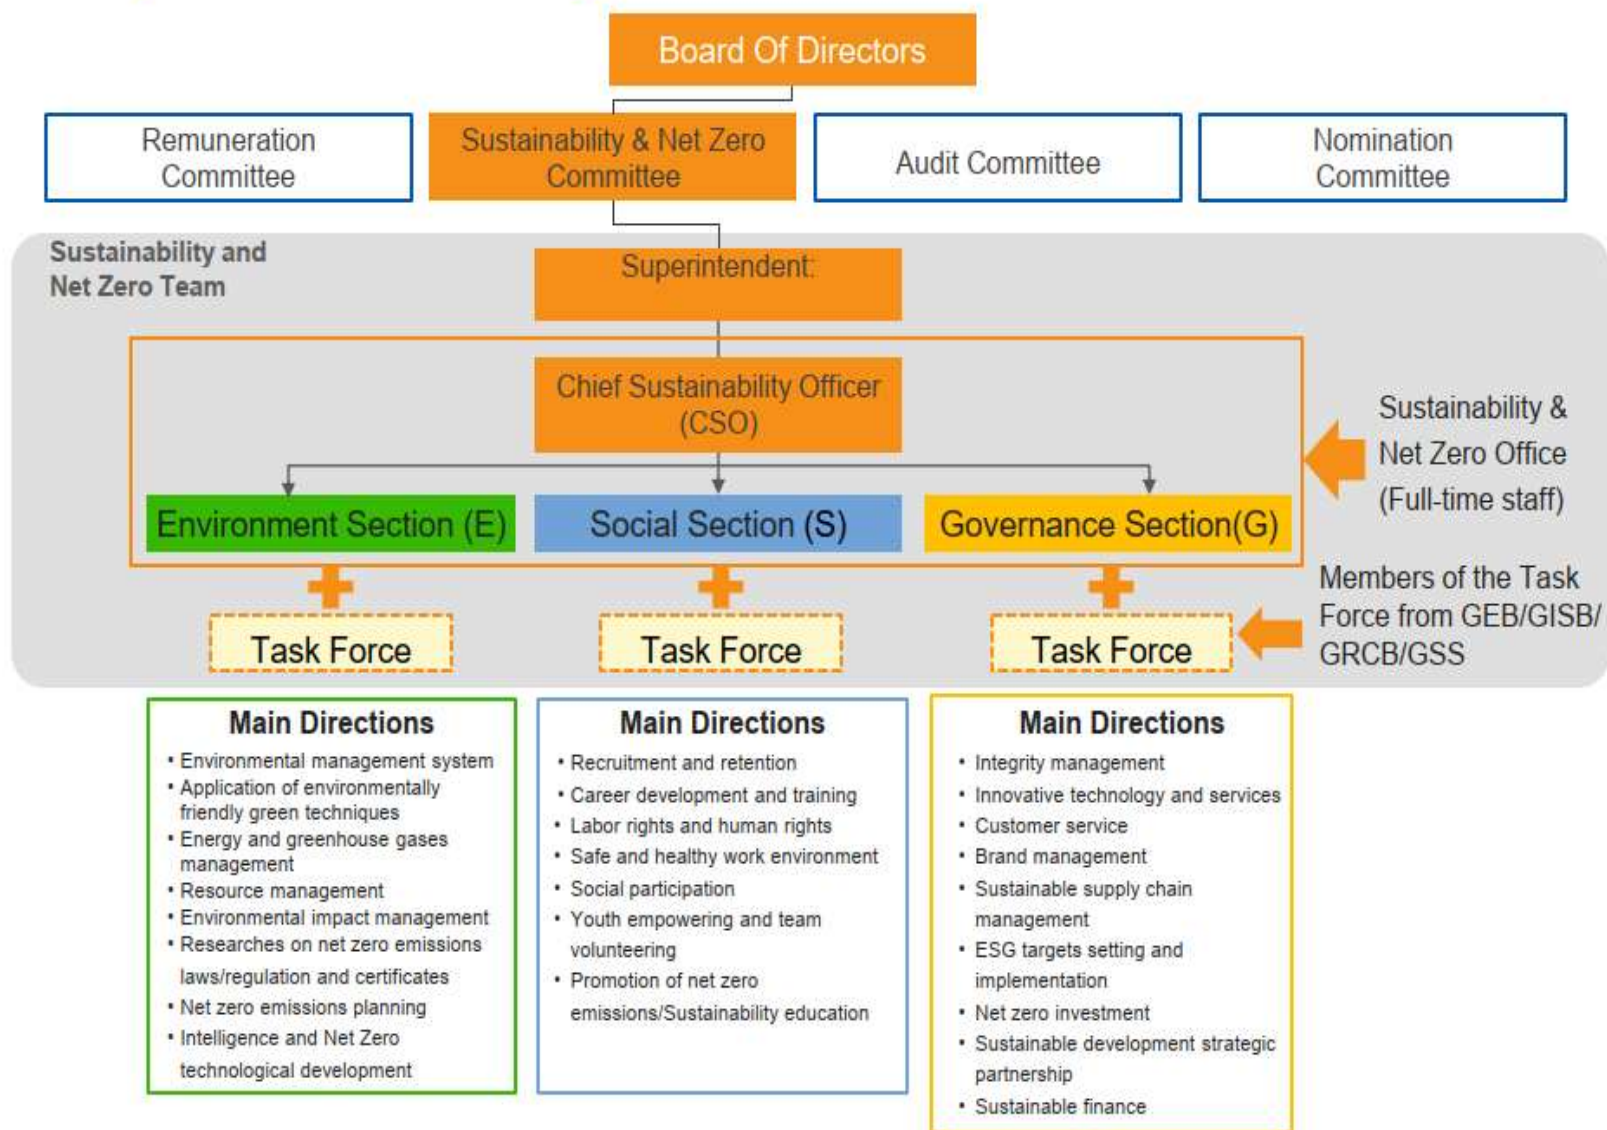 Board Of Directors
Remuneration
Committee
Sustainability & Net Zero
Committee
Audit Committee
Nomination
Committee
Sustainability and
Net Zero Team
Superintendent:
Chief Sustainability Officer
(CSO)
Sustainability &
Net Zero Office
(Full-time staff)
Environment Section (E)
Social Section (S)
Governance Section(G)
Task Force
Task Force
Task Force
Members of the Task
Force from GEB/GISB/
GRCB/GSS
Main Directions
• Environmental management system
• Application of environmentally
friendly green techniques
• Energy and greenhouse gases
management
• Resource management
• Environmental impact management
• Researches on net zero emissions
laws/regulation and certificates
• Net zero emissions planning
• Intelligence and Net Zero
technological development
Main Directions
• Recruitment and retention
• Career development and training
• Labor rights and human rights
• Safe and healthy work environment
• Social participation
• Youth empowering and team
volunteering
• Promotion of net zero
emissions/Sustainability education
Main Directions
• Integrity management
• Innovative technology and services
• Customer service
• Brand management
• Sustainable supply chain
management
• ESG targets setting and
implementation
• Net zero investment
• Sustainable development strategic
partnership
• Sustainable finance